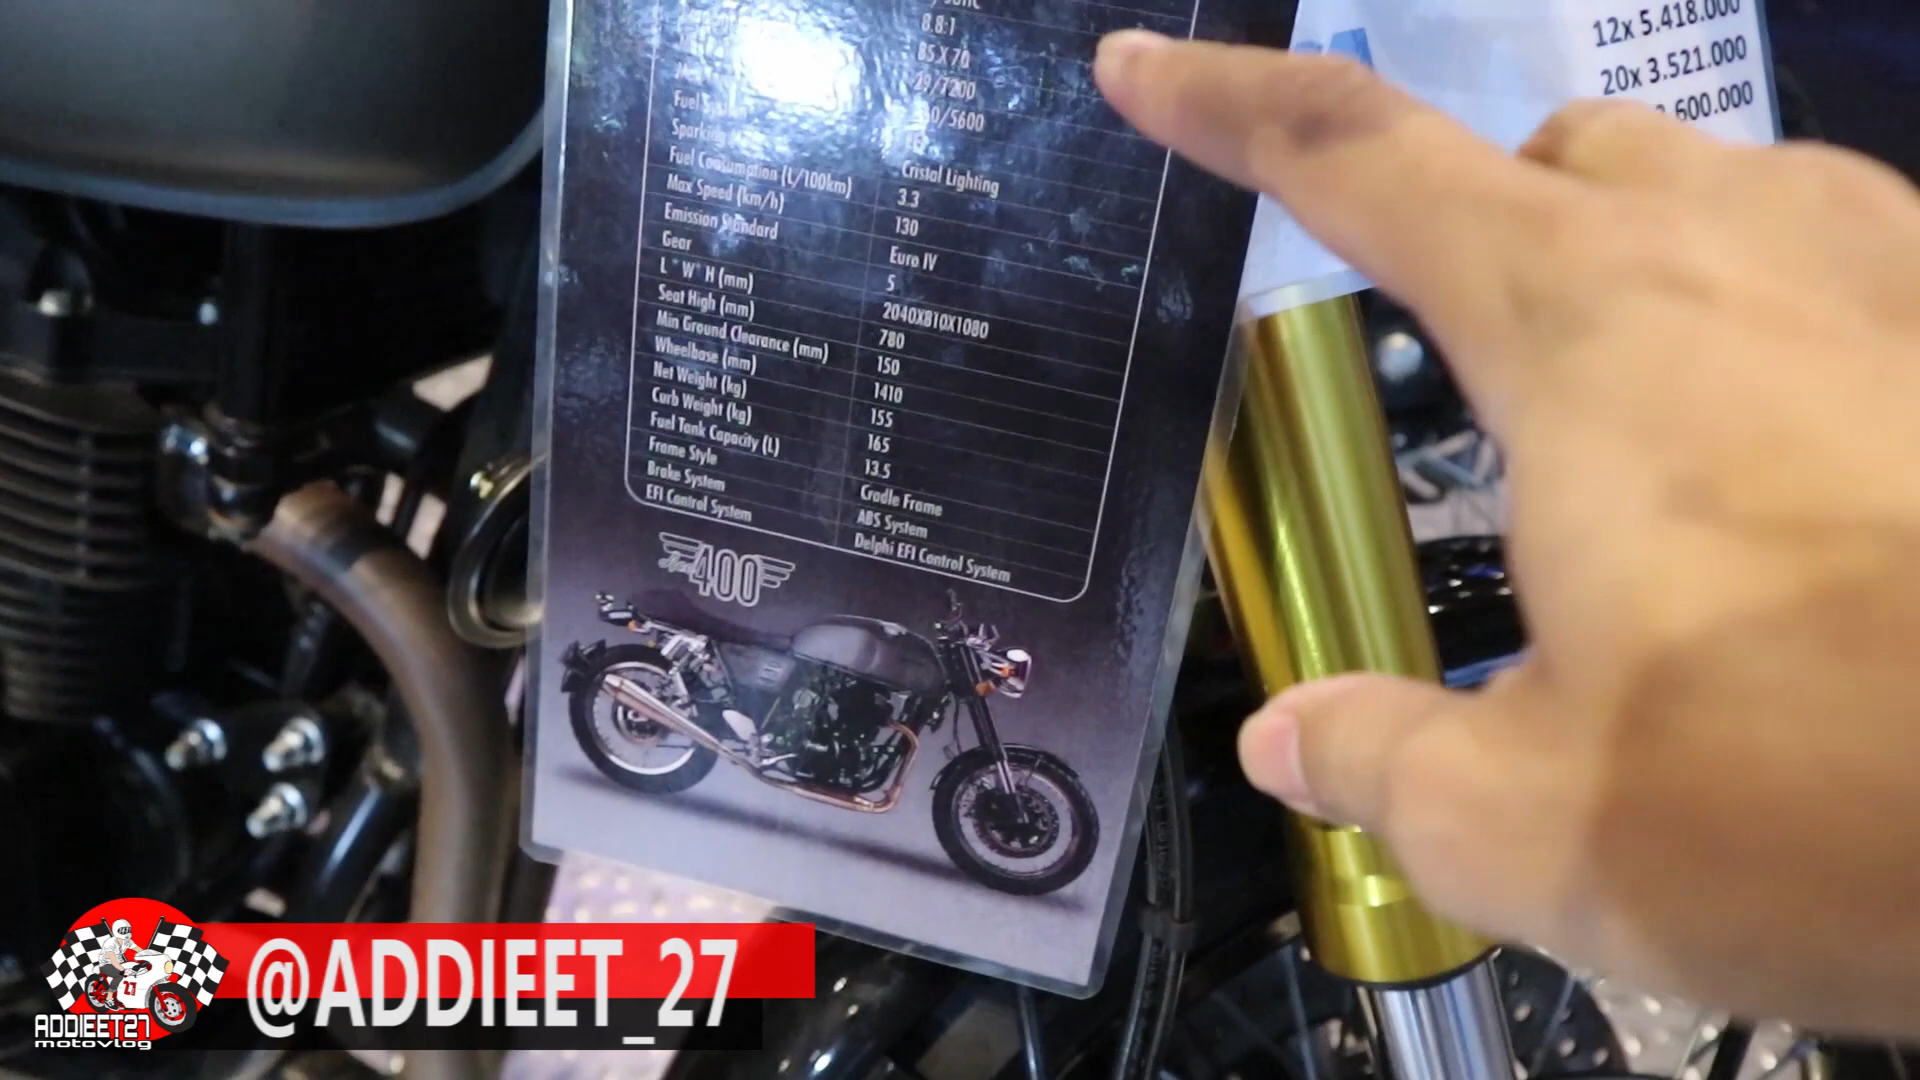 8.8:1
85 X 70
29/7200
/5600
Fuel System
Cristal Lighting
Fuel Consumption (L/100km) 3.3
Max Speed (km/h) 130
Emission Standard Euro IV
Gear 5
L * W * H (mm) 2040X810X1080
Seat High (mm) 780
Min Ground Clearance (mm) 150
Wheelbase (mm) 1410
Net Weight (kg) 155
Curb Weight (kg) 165
Fuel Tank Capacity (L) 13.5
Frame Style Cradle Frame
Brake System ABS System
EFI Control System Delphi EFI Control System
400
12x 5.418.000
20x 3.521.000
600.000
27
ADDIEET27
motovlog
@ADDIEET_27